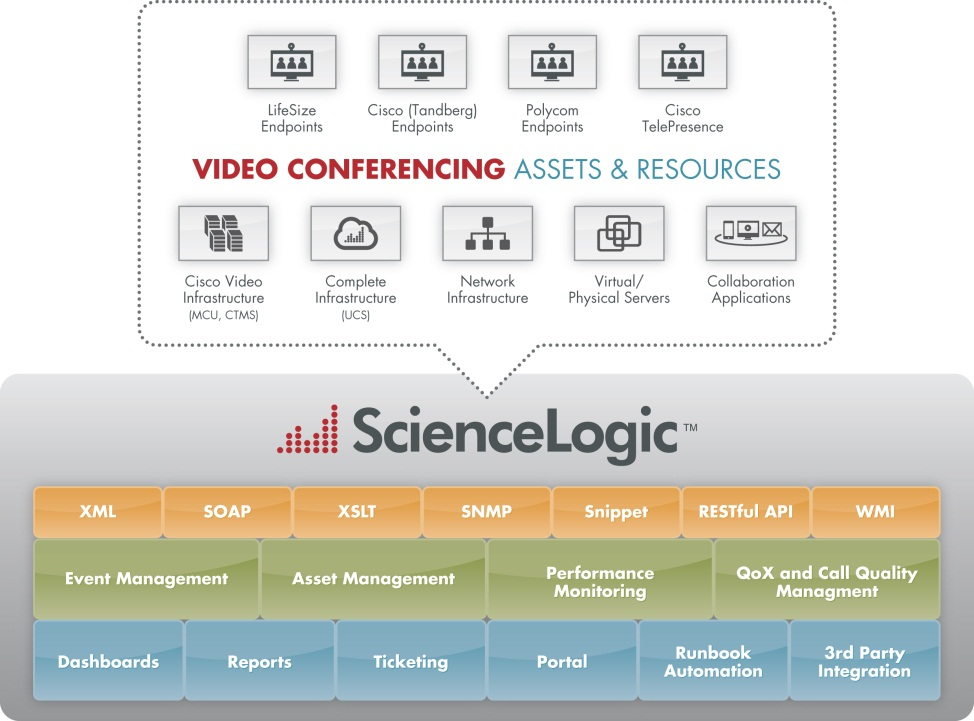 LifeSize
Endpoints
Cisco (Tandberg)
Endpoints
Polycom
Endpoints
Cisco
TelePresence
VIDEO CONFERENCING ASSETS & RESOURCES
Cisco Video
Infrastructure
(MCU, CTMS)
Complete
Infrastructure
(UCS)
Network
Infrastructure
Virtual/
Physical Servers
Collaboration
Applications
ScienceLogic™
XML
SOAP
XSLT
SNMP
Snippet
RESTful API
WMI
Event Management
Asset Management
Performance
Monitoring
QoX and Call Quality
Managment
Dashboards
Reports
Ticketing
Portal
Runbook
Automation
3rd Party
Integration